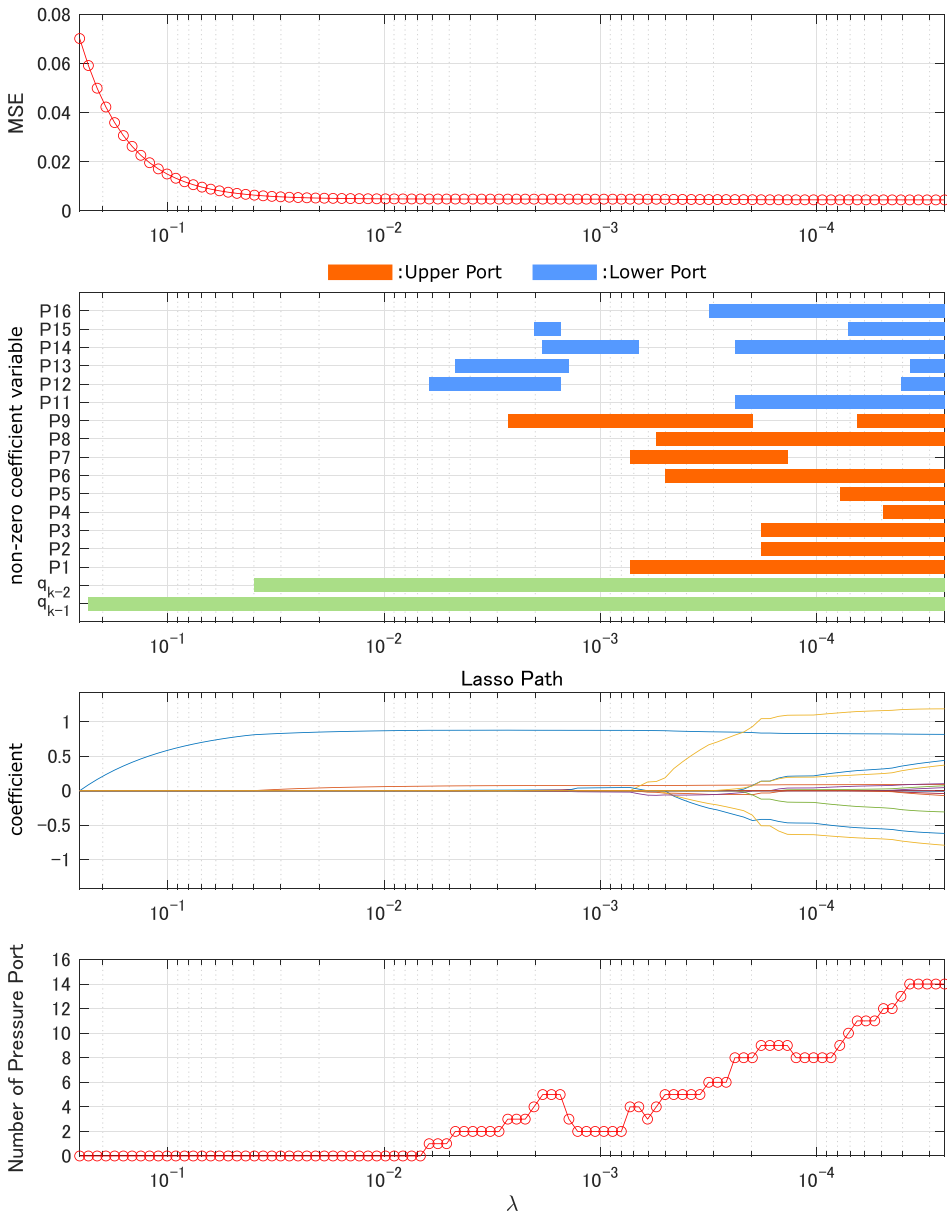 0.08
0.06
0.04
0.02
0
MSE
10⁻¹ 10⁻² 10⁻³ 10⁻⁴
:Upper Port :Lower Port
P16
P15
P14
P13
P12
P11
P9
P8
P7
P6
P5
P4
P3
P2
P1
qₖ₋₂
qₖ₋₁
non-zero coefficient variable
10⁻¹ 10⁻² 10⁻³ 10⁻⁴
Lasso Path
1
0.5
0
−0.5
−1
coefficient
10⁻¹ 10⁻² 10⁻³ 10⁻⁴
16
14
12
10
8
6
4
2
0
Number of Pressure Port
10⁻¹ 10⁻² 10⁻³ 10⁻⁴
λ